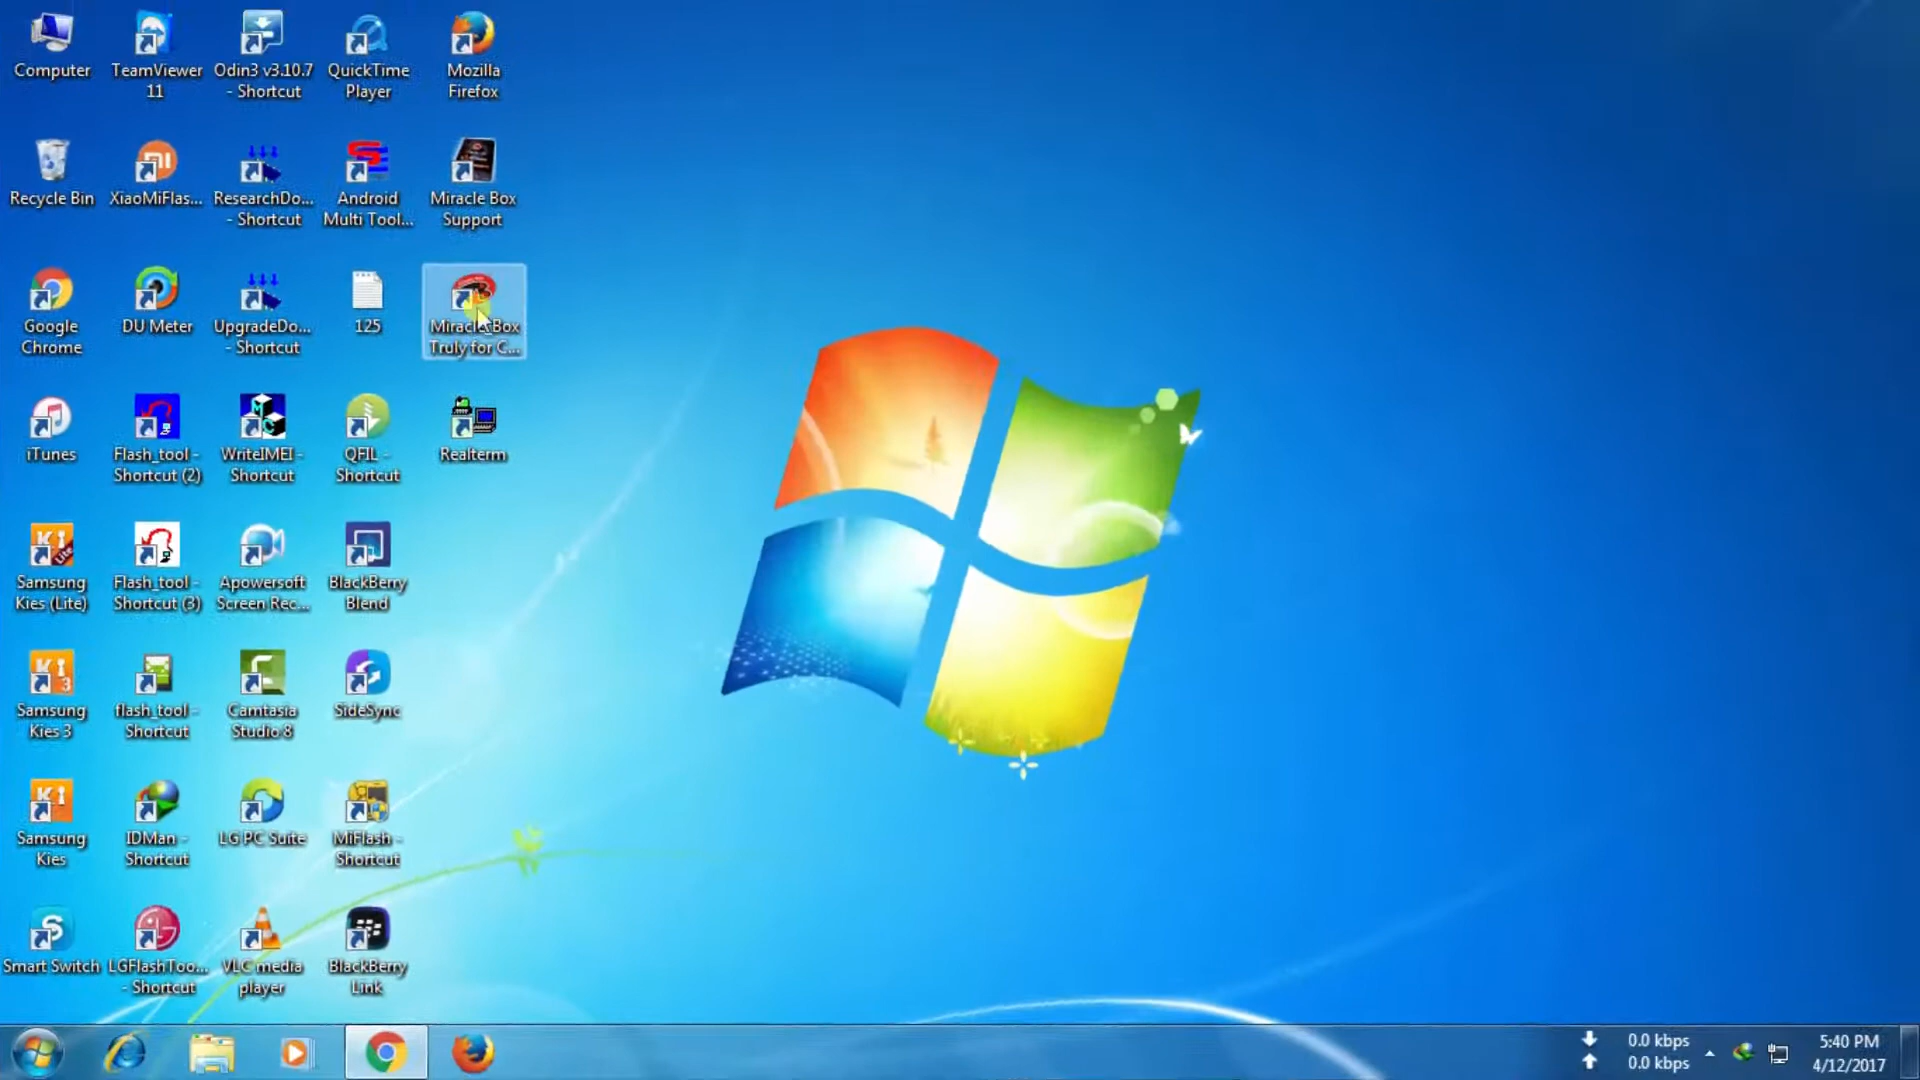 Computer
TeamViewer
11
Odin3 v3.10.7
- Shortcut
QuickTime
Player
Mozilla
Firefox
Recycle Bin
XiaoMiFlas...
ResearchDo...
- Shortcut
Android
Multi Tool...
Miracle Box
Support
Google
Chrome
DU Meter
UpgradeDo...
- Shortcut
125
Miracle Box
Truly for C...
iTunes
Flash_tool -
Shortcut (2)
WriteIMEI -
Shortcut
QFIL -
Shortcut
Realterm
Samsung
Kies (Lite)
Flash_tool -
Shortcut (3)
Apowersoft
Screen Rec...
BlackBerry
Blend
Samsung
Kies 3
flash_tool -
Shortcut
Camtasia
Studio 8
SideSync
Samsung
Kies
IDMan -
Shortcut
LG PC Suite
MiFlash -
Shortcut
Smart Switch
LGFlashToo...
- Shortcut
VLC media
player
BlackBerry
Link
0.0 kbps
0.0 kbps
5:40 PM
4/12/2017